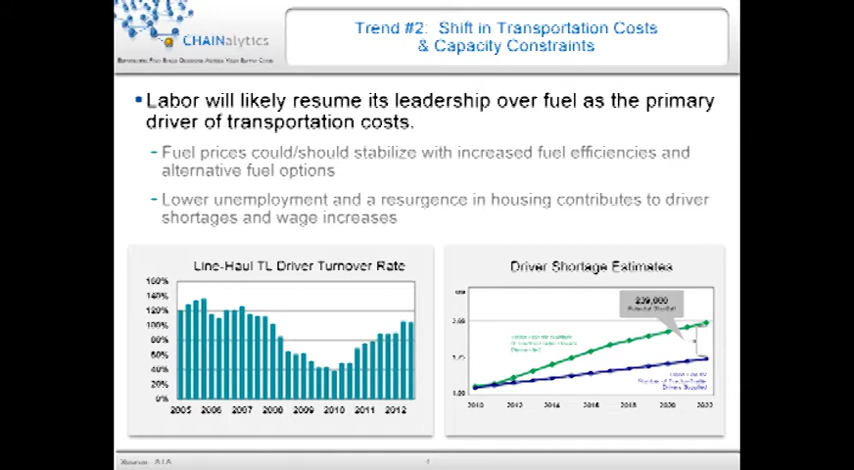 CHAINalytics
Trend #2: Shift in Transportation Costs
& Capacity Constraints
• Labor will likely resume its leadership over fuel as the primary
driver of transportation costs.
- Fuel prices could/should stabilize with increased fuel efficiencies and
alternative fuel options
- Lower unemployment and a resurgence in housing contributes to driver
shortages and wage increases
Line-Haul TL Driver Turnover Rate
160%
140%
120%
100%
80%
60%
40%
20%
0%
2005 2006 2007 2008 2009 2010 2011 2012
Driver Shortage Estimates
239,000
2010 2012 2014 2016 2018 2020 2022